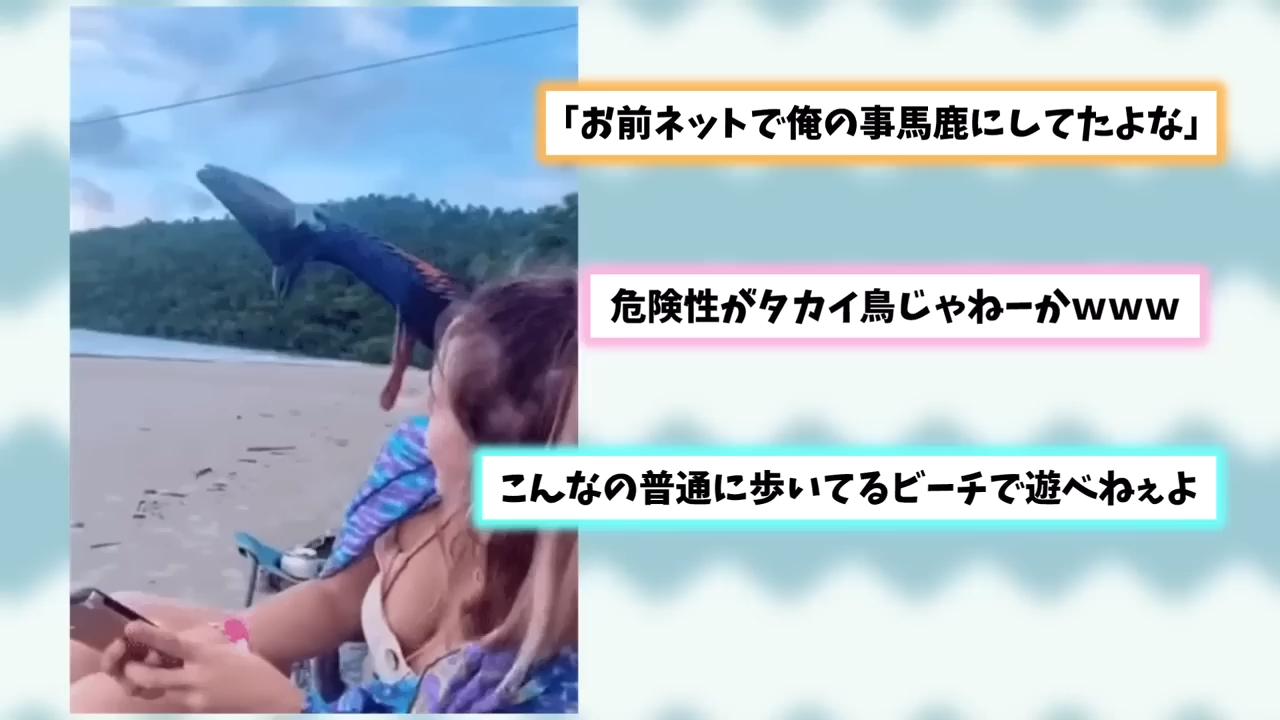 「お前ネットで俺の事馬鹿にしてたよな」
危険性がタカイ鳥じゃねーかwww
こんなの普通に歩いてるビーチで遊べねぇよ